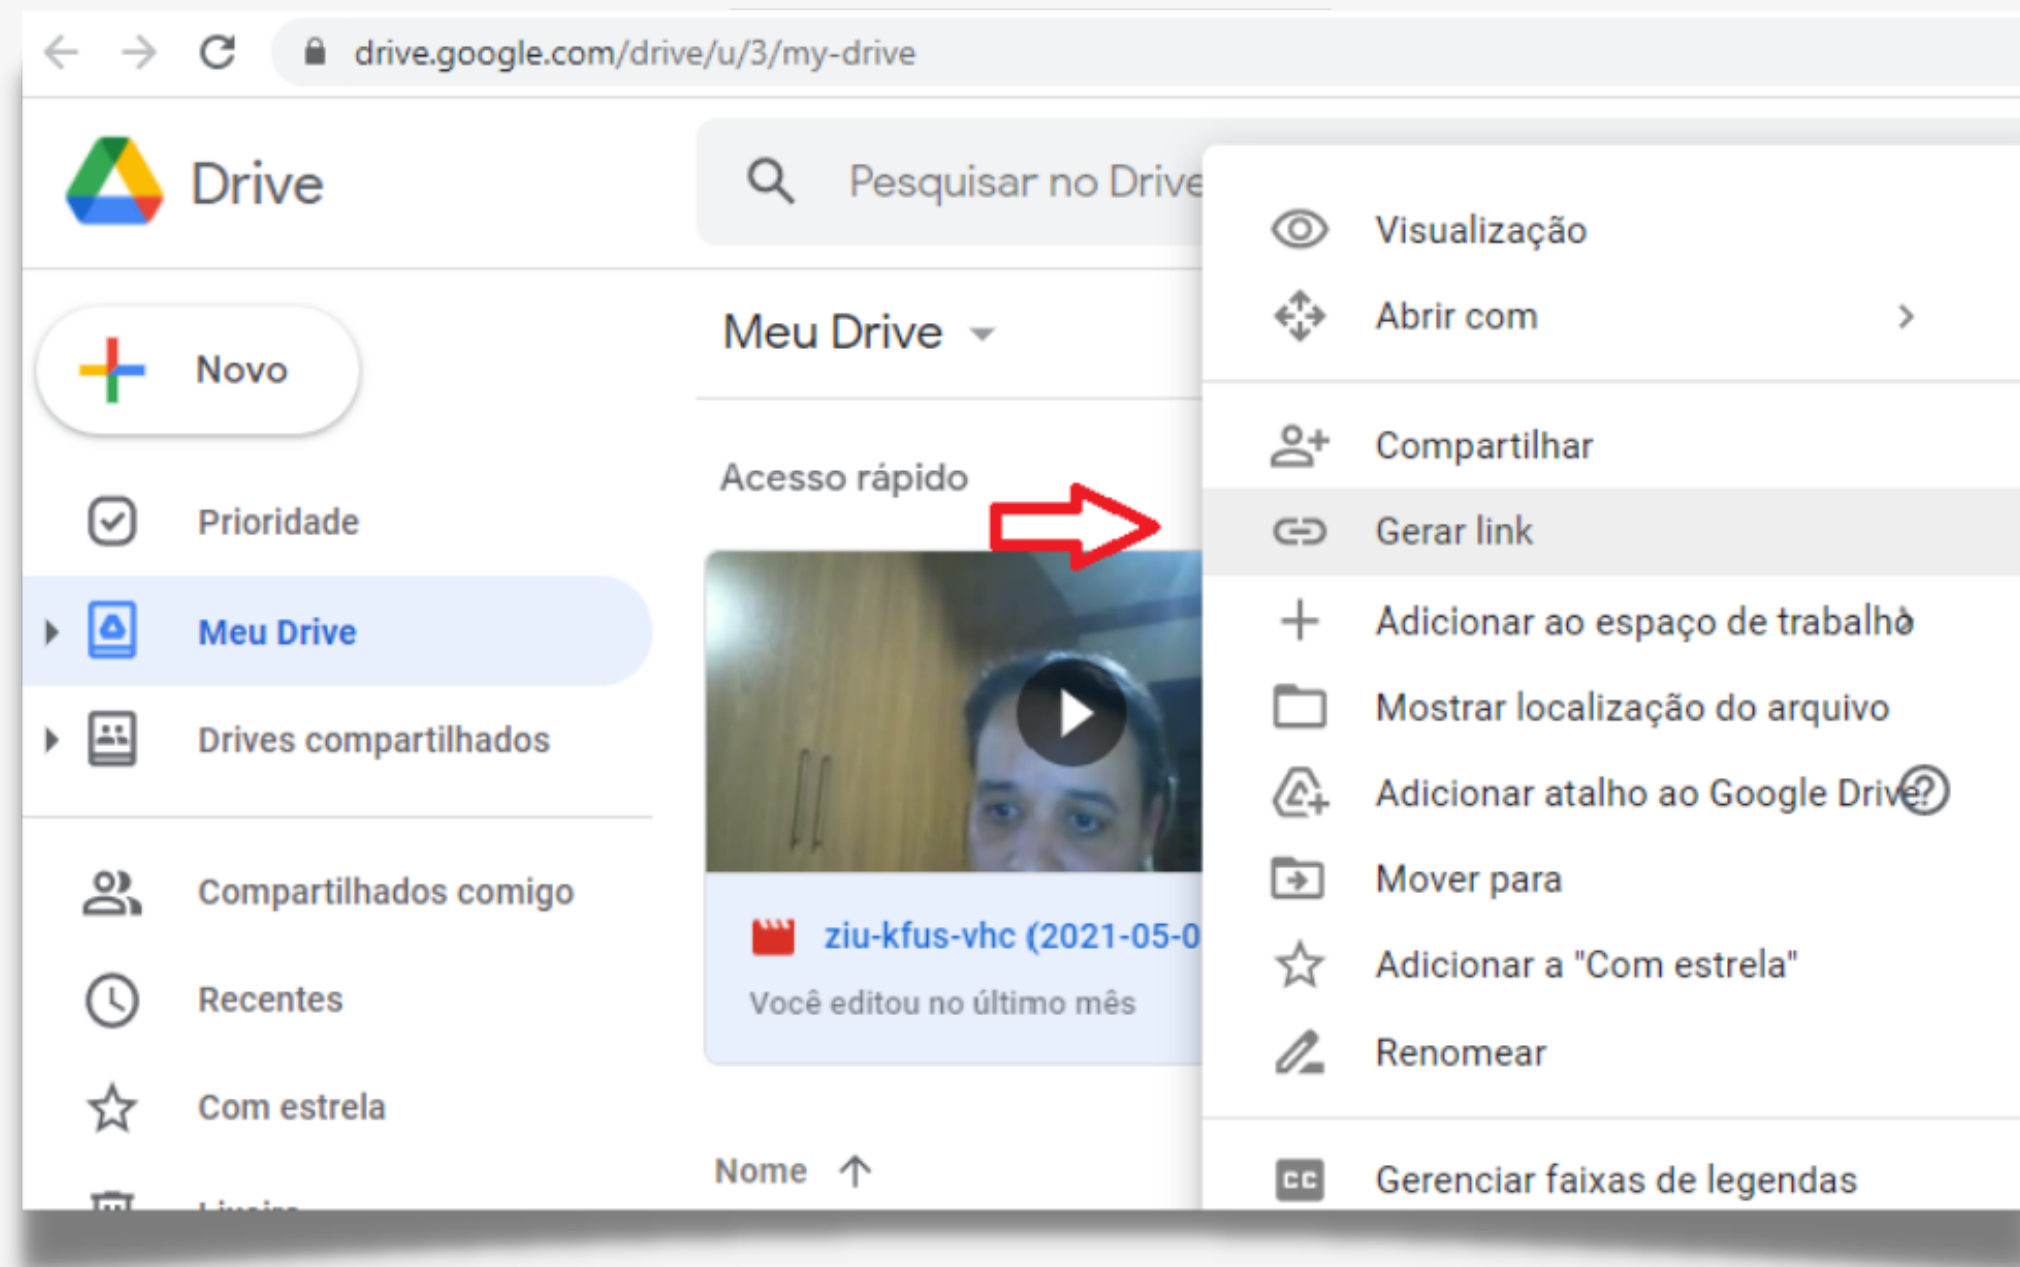 drive.google.com/drive/u/3/my-drive
Drive
Pesquisar no Drive
Novo
Prioridade
Meu Drive
Drives compartilhados
Compartilhados comigo
Recentes
Com estrela
Meu Drive
Acesso rápido
ziu-kfus-vhc (2021-05-0
Você editou no último mês
Nome
Visualização
Abrir com
Compartilhar
Gerar link
Adicionar ao espaço de trabalho
Mostrar localização do arquivo
Adicionar atalho ao Google Drive
Mover para
Adicionar a "Com estrela"
Renomear
CC Gerenciar faixas de legendas